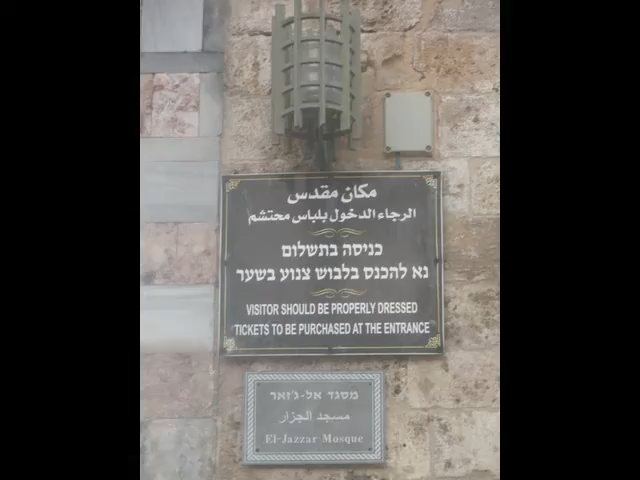 مكان مقدس
الرجاء الدخول بلباس محتشم
כניסה בתשלום
נא להכנס בלבוש צנוע בשער
VISITOR SHOULD BE PROPERLY DRESSED
TICKETS TO BE PURCHASED AT THE ENTRANCE
מסגד אל-ג'זאר
مسجد الجزار
El-Jazzar Mosque